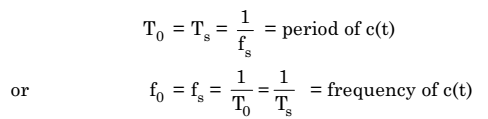 T₀ = Tₛ = 1/fₛ = period of c(t)
or f₀ = fₛ = 1/T₀ = 1/Tₛ = frequency of c(t)